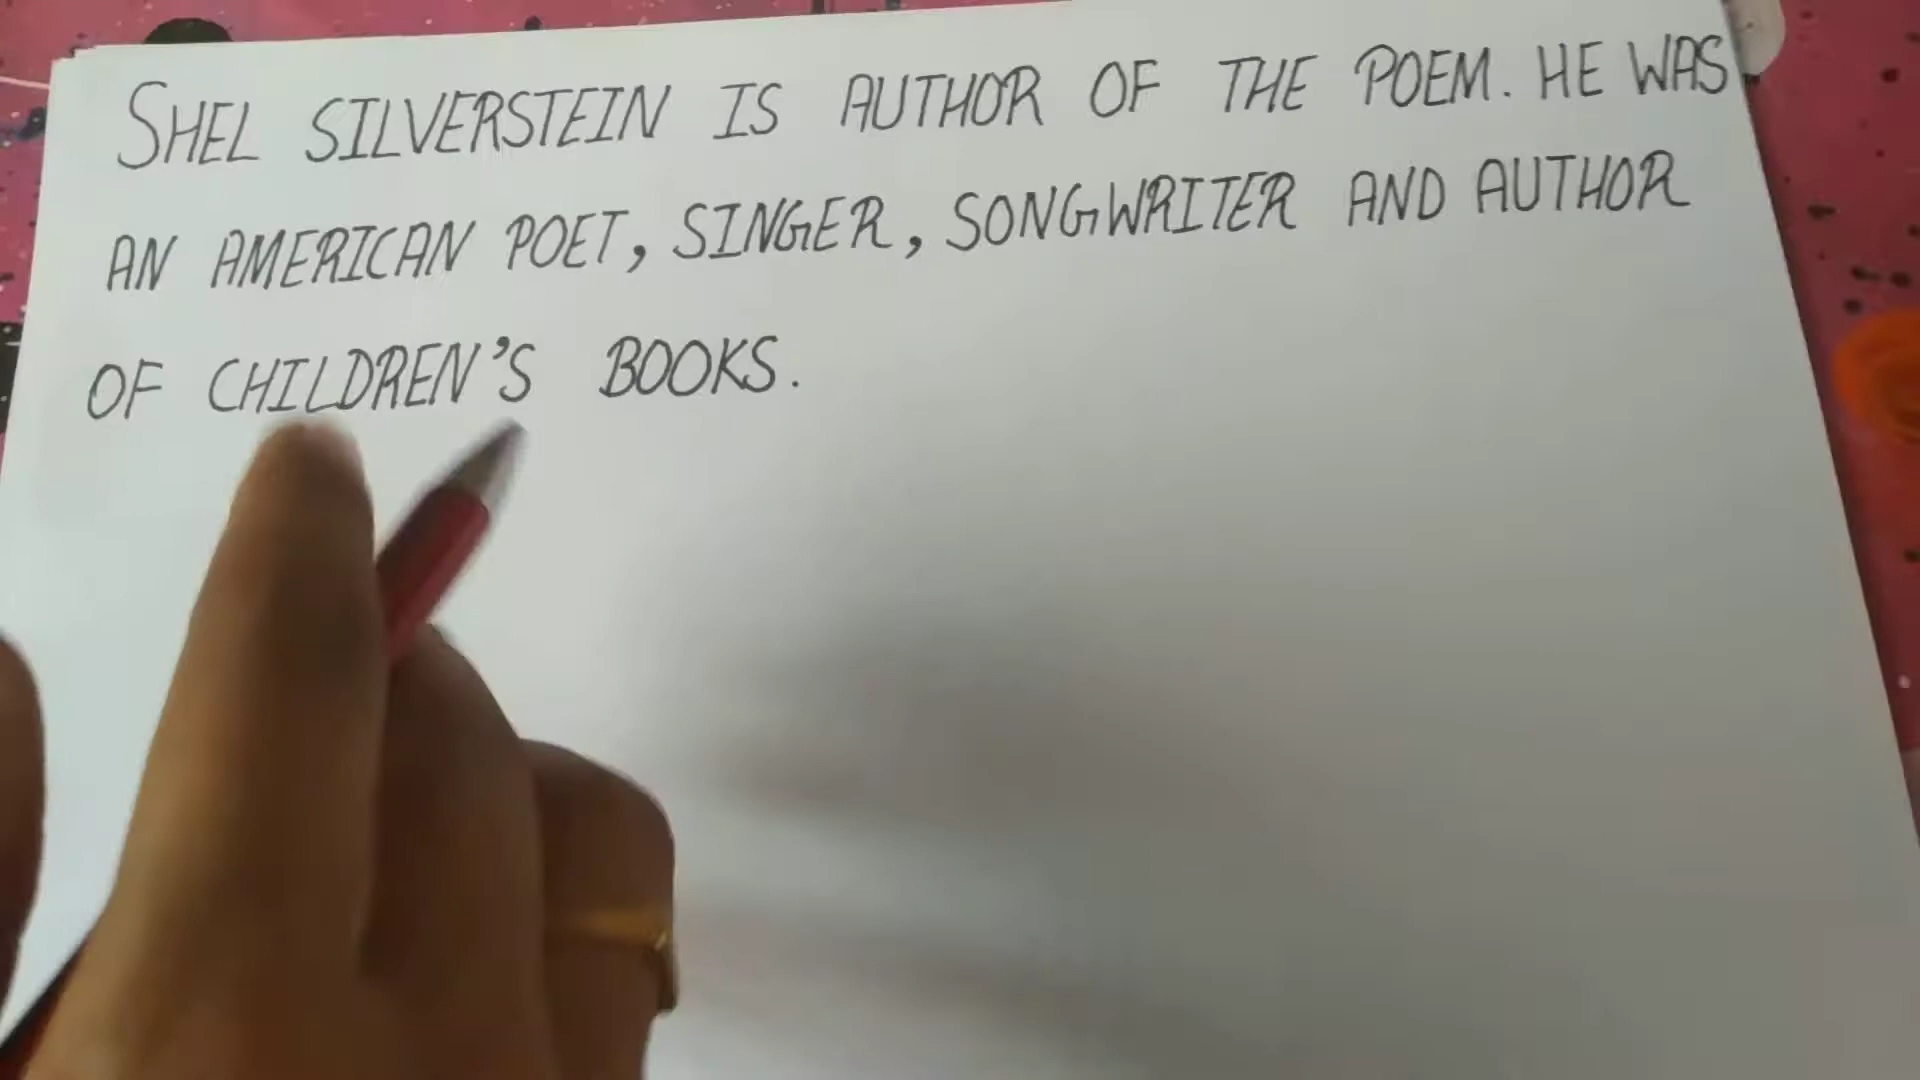 SHEL SILVERSTEIN IS AUTHOR OF THE POEM. HE WAS
AN AMERICAN POET, SINGER, SONGWRITER AND AUTHOR
OF CHILDREN'S BOOKS.